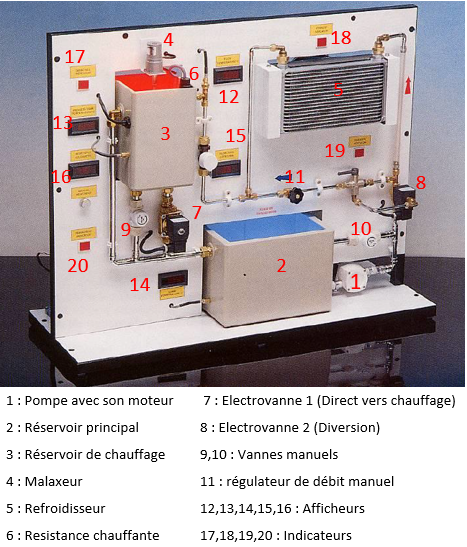 17
4
18
6
5
12
13
3
15
19
16
11
8
7
9
10
20
2
14
1
1 : Pompe avec son moteur
7 : Electrovanne 1 (Direct vers chauffage)
2 : Réservoir principal
8 : Electrovanne 2 (Diversion)
3 : Réservoir de chauffage
9,10 : Vannes manuels
4 : Malaxeur
11 : régulateur de débit manuel
5 : Refroidisseur
12,13,14,15,16 : Afficheurs
6 : Resistance chauffante
17,18,19,20 : Indicateurs